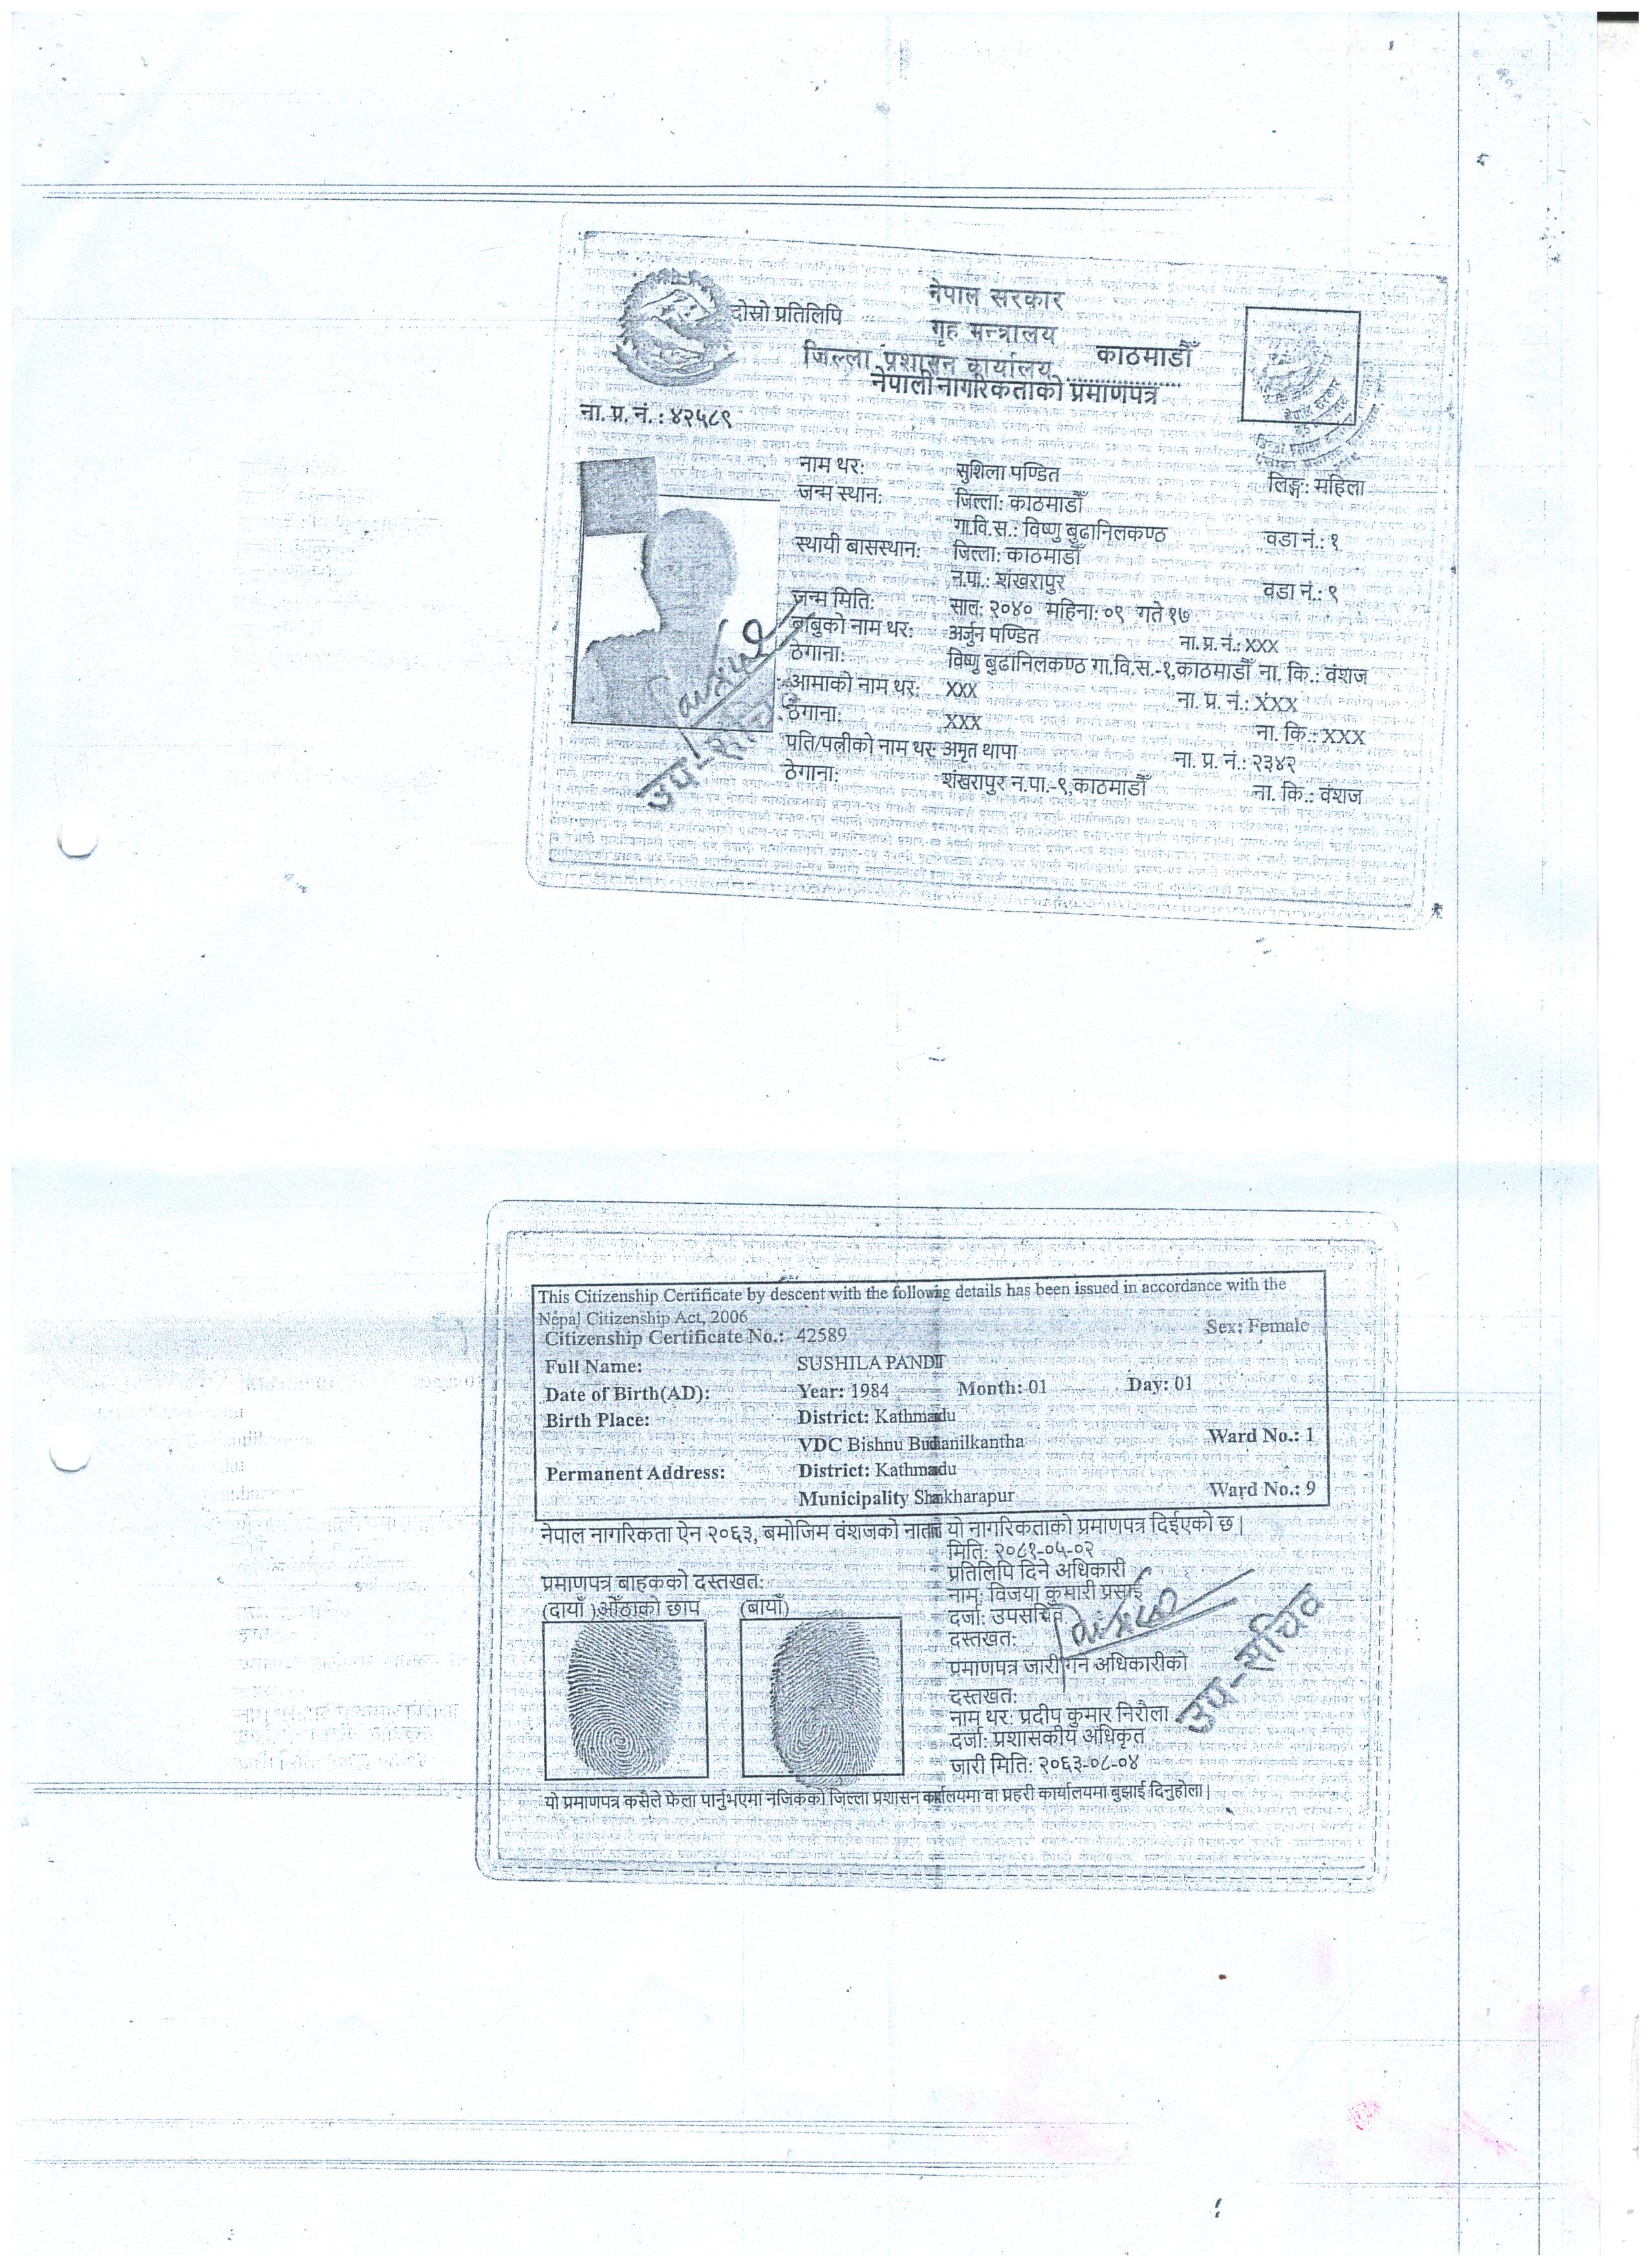 नेपाल सरकार
दोस्रो प्रतिलिपि
गृह मन्त्रालय
जिल्ला प्रशासन कार्यालय काठमाडौँ
नेपाली नागरिकताको प्रमाणपत्र
ना. प्र. नं. : ४२५८९
नाम थर: सुशिला पण्डित लिङ्ग: महिला
जन्म स्थान: जिल्ला: काठमाडौँ
गा.वि.स.: विष्णु बुढानिलकण्ठ वडा नं.: १
स्थायी बासस्थान: जिल्ला: काठमाडौँ
न.पा.: शंखरापुर वडा नं.: ९
जन्म मिति: साल: २०४० महिना: ०९ गते १७
बाबुको नाम थर: अर्जुन पण्डित ना. प्र. नं.: XXX
ठेगाना: विष्णु बुढानिलकण्ठ गा.वि.स.-१,काठमाडौँ ना. कि.: वंशज
आमाको नाम थर: XXX ना. प्र. नं.: XXX
ठेगाना: XXX ना. कि.: XXX
पति/पत्नीको नाम थर: अमृत थापा ना. प्र. नं.: २३४२
ठेगाना: शंखरापुर न.पा.-९,काठमाडौँ ना. कि.: वंशज
उप-सचिव
This Citizenship Certificate by descent with the following details has been issued in accordance with the
Nepal Citizenship Act, 2006
Citizenship Certificate No.: 42589 Sex: Female
Full Name: SUSHILA PANDIT
Date of Birth(AD): Year: 1984 Month: 01 Day: 01
Birth Place: District: Kathmandu
VDC Bishnu Budhanilkantha Ward No.: 1
Permanent Address: District: Kathmandu
Municipality Shankharapur Ward No.: 9
नेपाल नागरिकता ऐन २०६३, बमोजिम वंशजको नाताले यो नागरिकताको प्रमाणपत्र दिईएको छ |
मिति: २०८१-०५-०२
प्रतिलिपि दिने अधिकारी
प्रमाणपत्र बाहकको दस्तखत:
नाम: विजया कुमारी प्रसाई
(दायाँ ) औंठाको छाप (बायाँ)
दर्जा: उपसचिव
दस्तखत:
प्रमाणपत्र जारी गर्ने अधिकारीको
दस्तखत:
उप-सचिव
नाम थर: प्रदीप कुमार निरौला
दर्जा: प्रशासकीय अधिकृत
जारी मिति: २०६३-०८-०४
यो प्रमाणपत्र कसैले फेला पार्नुभएमा नजिकको जिल्ला प्रशासन कार्यालयमा वा प्रहरी कार्यालयमा बुझाई दिनुहोला |